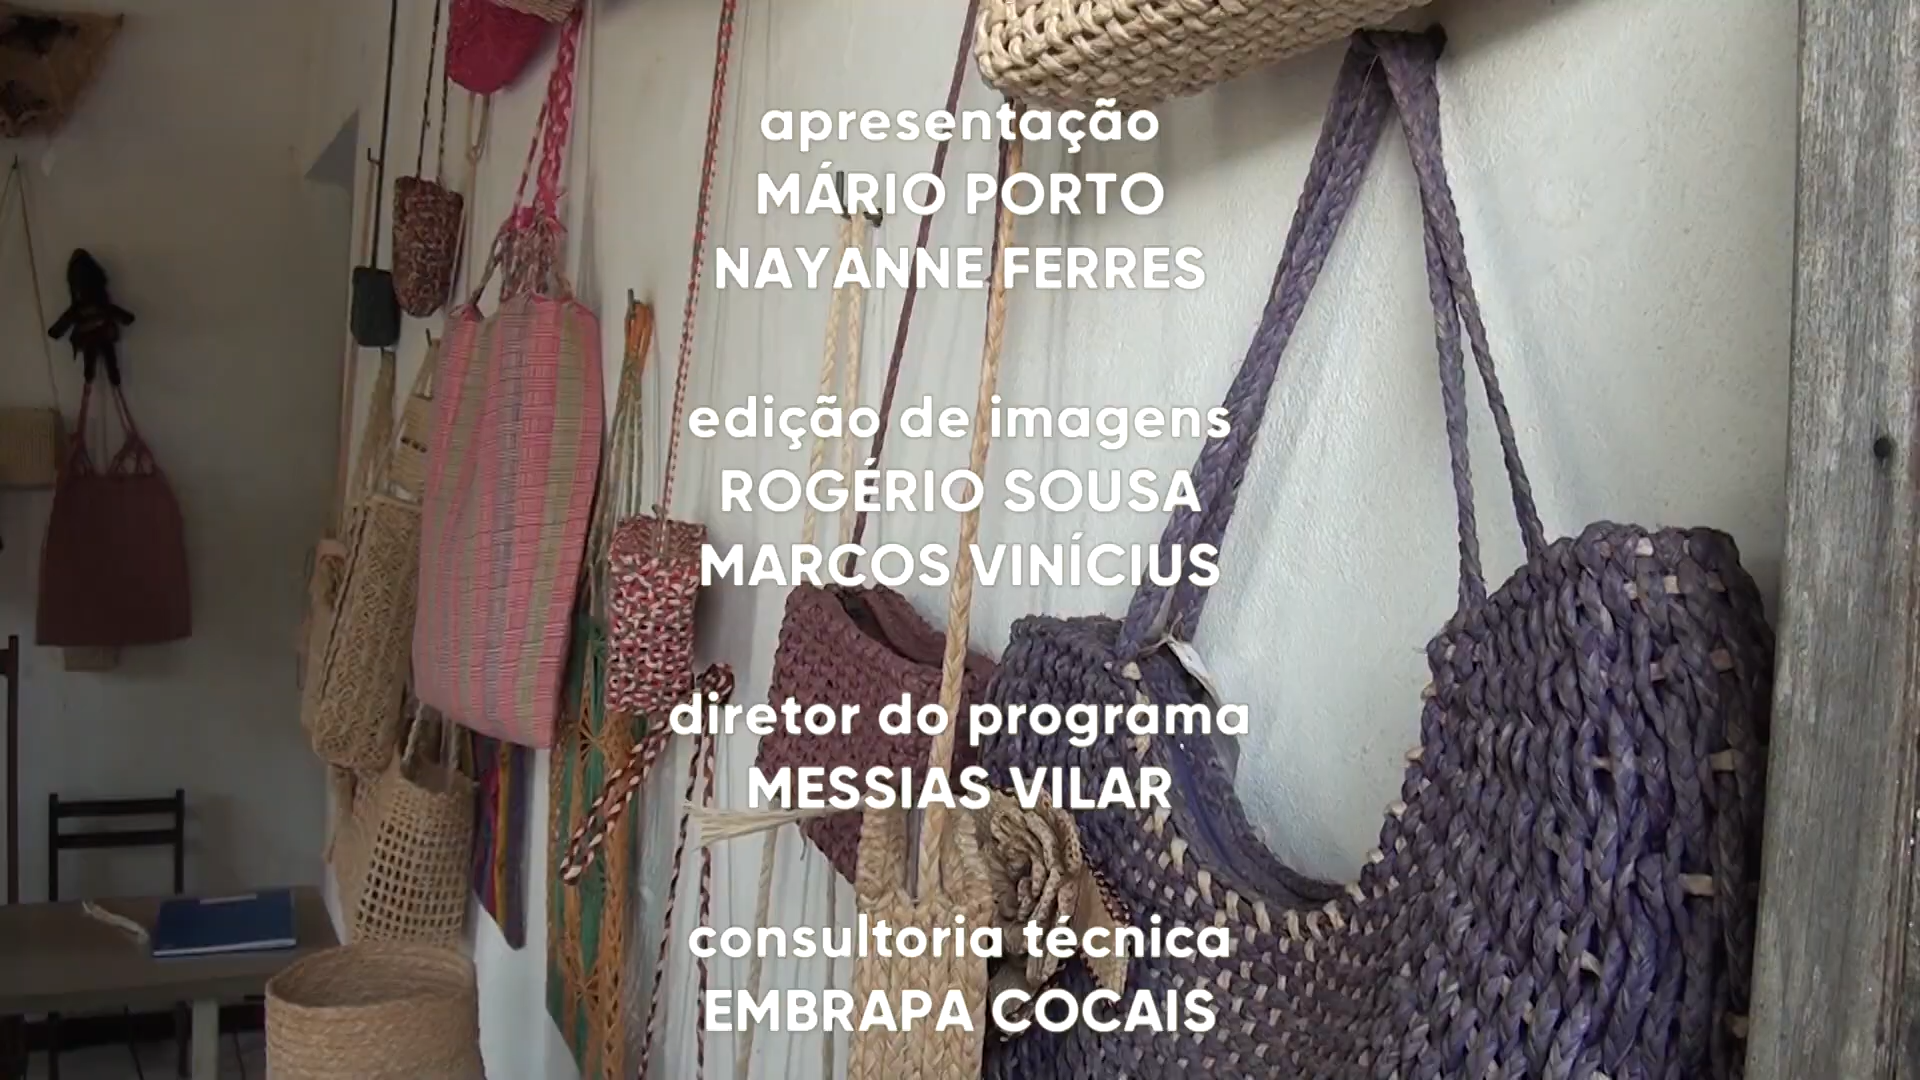 apresentação
MÁRIO PORTO
NAYANNE FERRES
edição de imagens
ROGÉRIO SOUSA
MARCOS VINÍCIUS
diretor do programa
MESSIAS VILAR
consultoria técnica
EMBRAPA COCAIS